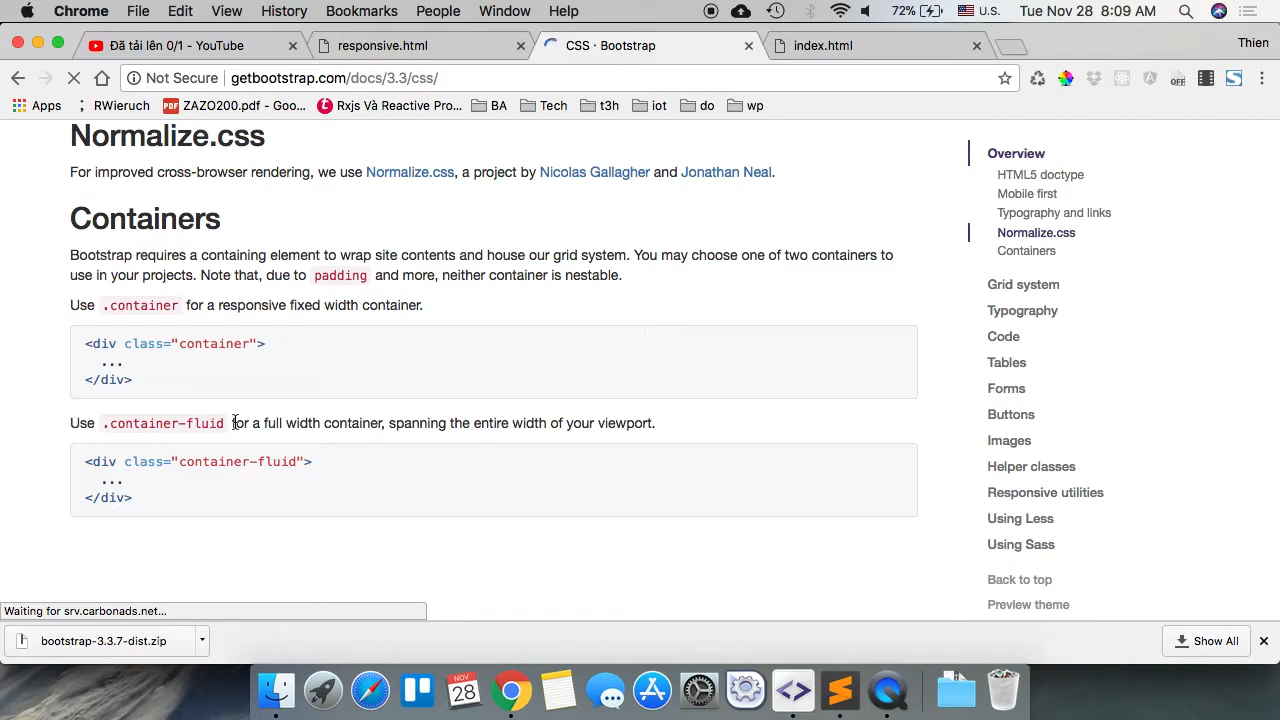 Chrome File Edit View History Bookmarks People Window Help 72% U.S. Tue Nov 28 8:09 AM
Đã tải lên 0/1 - YouTube responsive.html CSS · Bootstrap index.html Thien
Not Secure getbootstrap.com/docs/3.3/css/ OFF
Apps RWieruch ZAZO200.pdf - Goo... Rxjs Và Reactive Pro... BA Tech t3h iot do wp
Normalize.css
For improved cross-browser rendering, we use Normalize.css, a project by Nicolas Gallagher and Jonathan Neal.
Containers
Bootstrap requires a containing element to wrap site contents and house our grid system. You may choose one of two containers to
use in your projects. Note that, due to padding and more, neither container is nestable.
Use .container for a responsive fixed width container.
<div class="container">
...
</div>
Use .container-fluid for a full width container, spanning the entire width of your viewport.
<div class="container-fluid">
...
</div>
Overview
HTML5 doctype
Mobile first
Typography and links
Normalize.css
Containers
Grid system
Typography
Code
Tables
Forms
Buttons
Images
Helper classes
Responsive utilities
Using Less
Using Sass
Back to top
Preview theme
Waiting for srv.carbonads.net...
bootstrap-3.3.7-dist.zip Show All
NOV
28